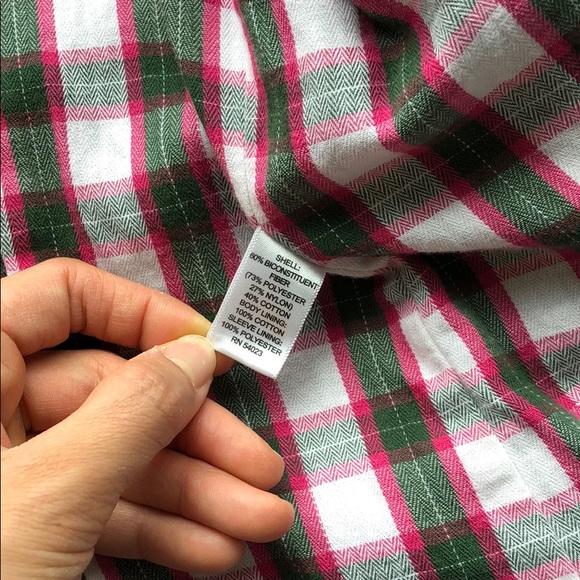 SHELL:
60% BICONSTITUENT
FIBER
(73% POLYESTER
27% NYLON)
40% COTTON
BODY LINING:
100% COTTON
SLEEVE LINING:
100% POLYESTER
RN 54023